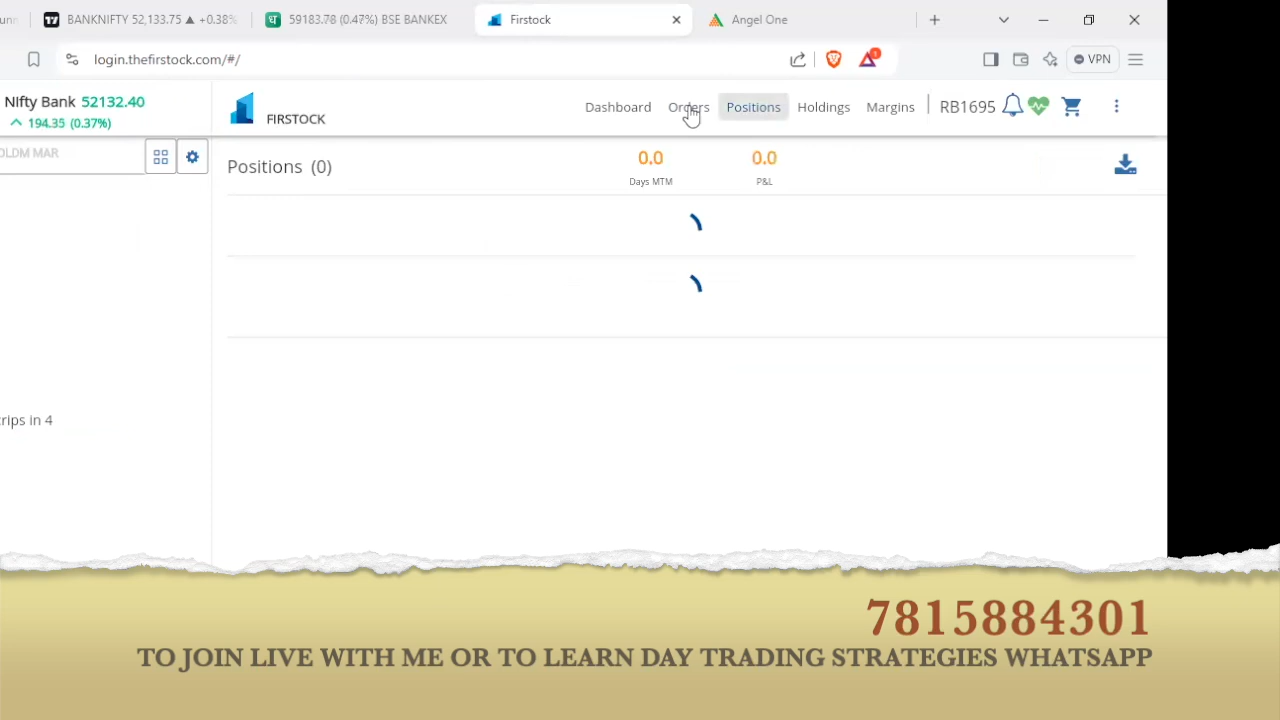 BANKNIFTY 52,133.75 ▲ +0.38%
59183.78 (0.47%) BSE BANKEX
Firstock
Angel One
login.thefirstock.com/#/
1
VPN
NIfty Bank 52132.40
194.35 (0.37%)
FIRSTOCK
Dashboard
Orders
Positions
Holdings
Margins
RB1695
OLDM MAR
Positions (0)
0.0
Days MTM
0.0
P&L
rips in 4
7815884301
TO JOIN LIVE WITH ME OR TO LEARN DAY TRADING STRATEGIES WHATSAPP